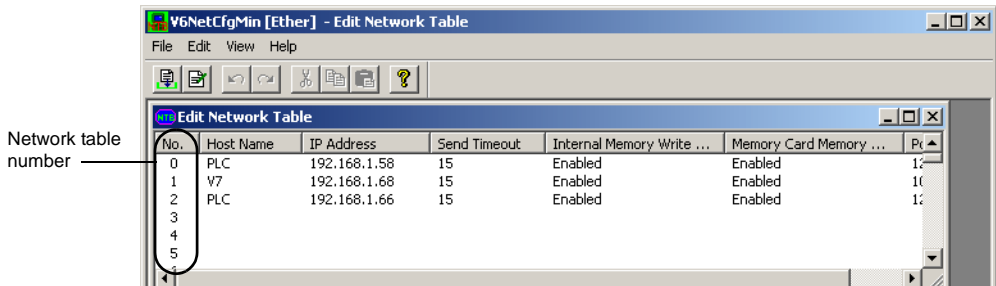 V6NetCfgMin [Ether] - Edit Network Table
File Edit View Help
NTB Edit Network Table
Network table
number
No. Host Name IP Address Send Timeout Internal Memory Write ... Memory Card Memory ...
0 PLC 192.168.1.58 15 Enabled Enabled
1 V7 192.168.1.68 15 Enabled Enabled
2 PLC 192.168.1.66 15 Enabled Enabled
3
4
5